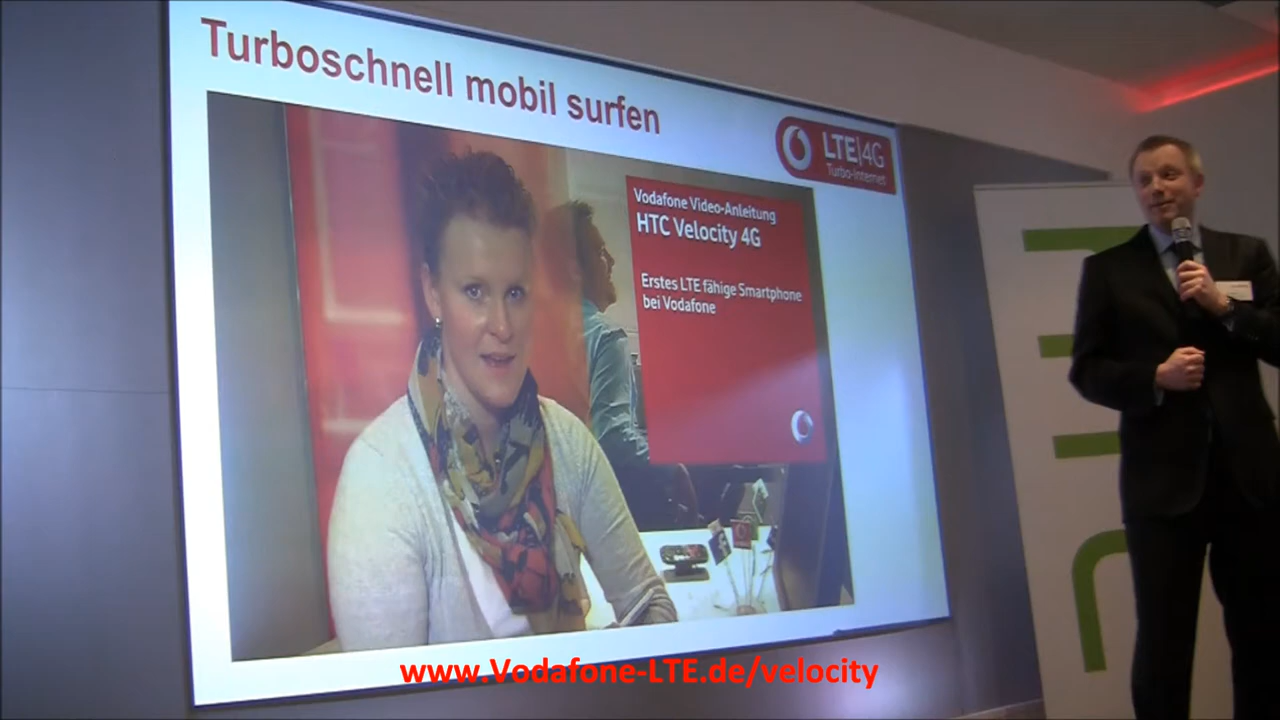 Turboschnell mobil surfen
LTE|4G
Turbo-Internet
Vodafone Video-Anleitung
HTC Velocity 4G
Erstes LTE fähige Smartphone
bei Vodafone
www.Vodafone-LTE.de/velocity